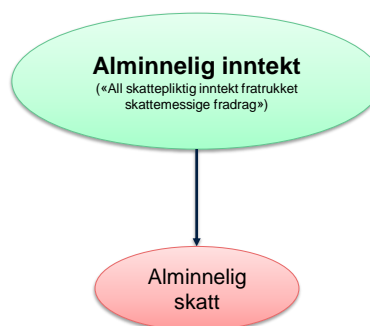 Alminnelig inntekt
(«All skattepliktig inntekt fratrukket
skattemessige fradrag»)
Alminnelig
skatt